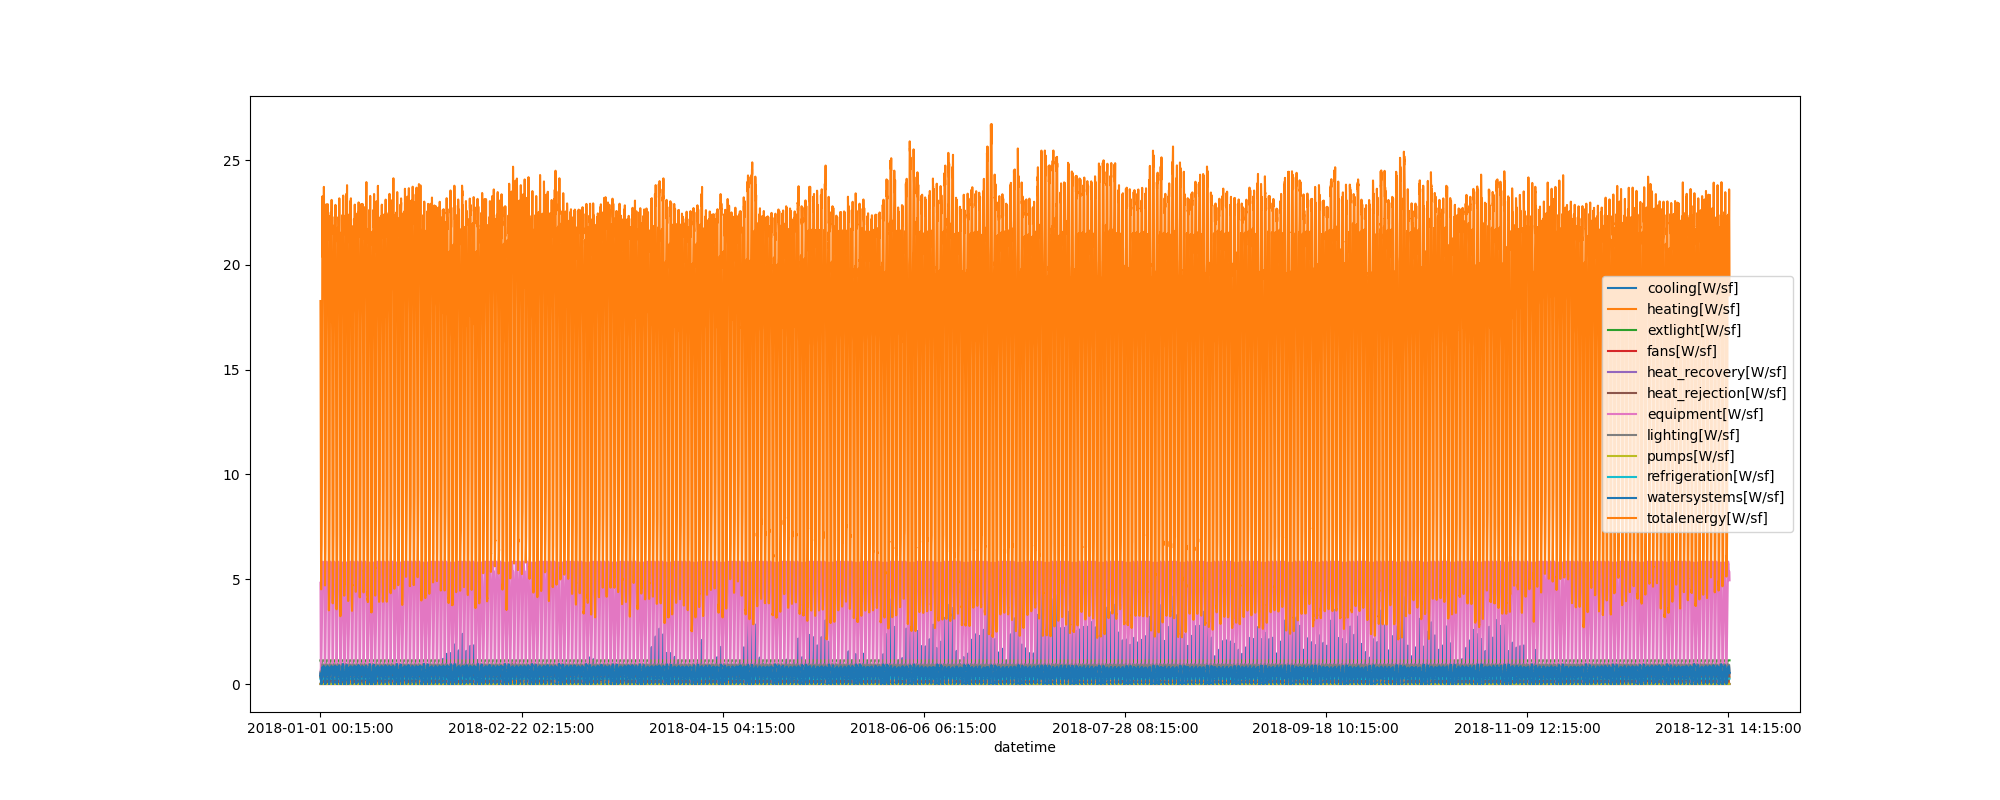 25
20
15
10
5
0
cooling[W/sf]
heating[W/sf]
extlight[W/sf]
fans[W/sf]
heat_recovery[W/sf]
heat_rejection[W/sf]
equipment[W/sf]
lighting[W/sf]
pumps[W/sf]
refrigeration[W/sf]
watersystems[W/sf]
totalenergy[W/sf]
2018-01-01 00:15:00 2018-02-22 02:15:00 2018-04-15 04:15:00 2018-06-06 06:15:00 2018-07-28 08:15:00 2018-09-18 10:15:00 2018-11-09 12:15:00 2018-12-31 14:15:00
datetime